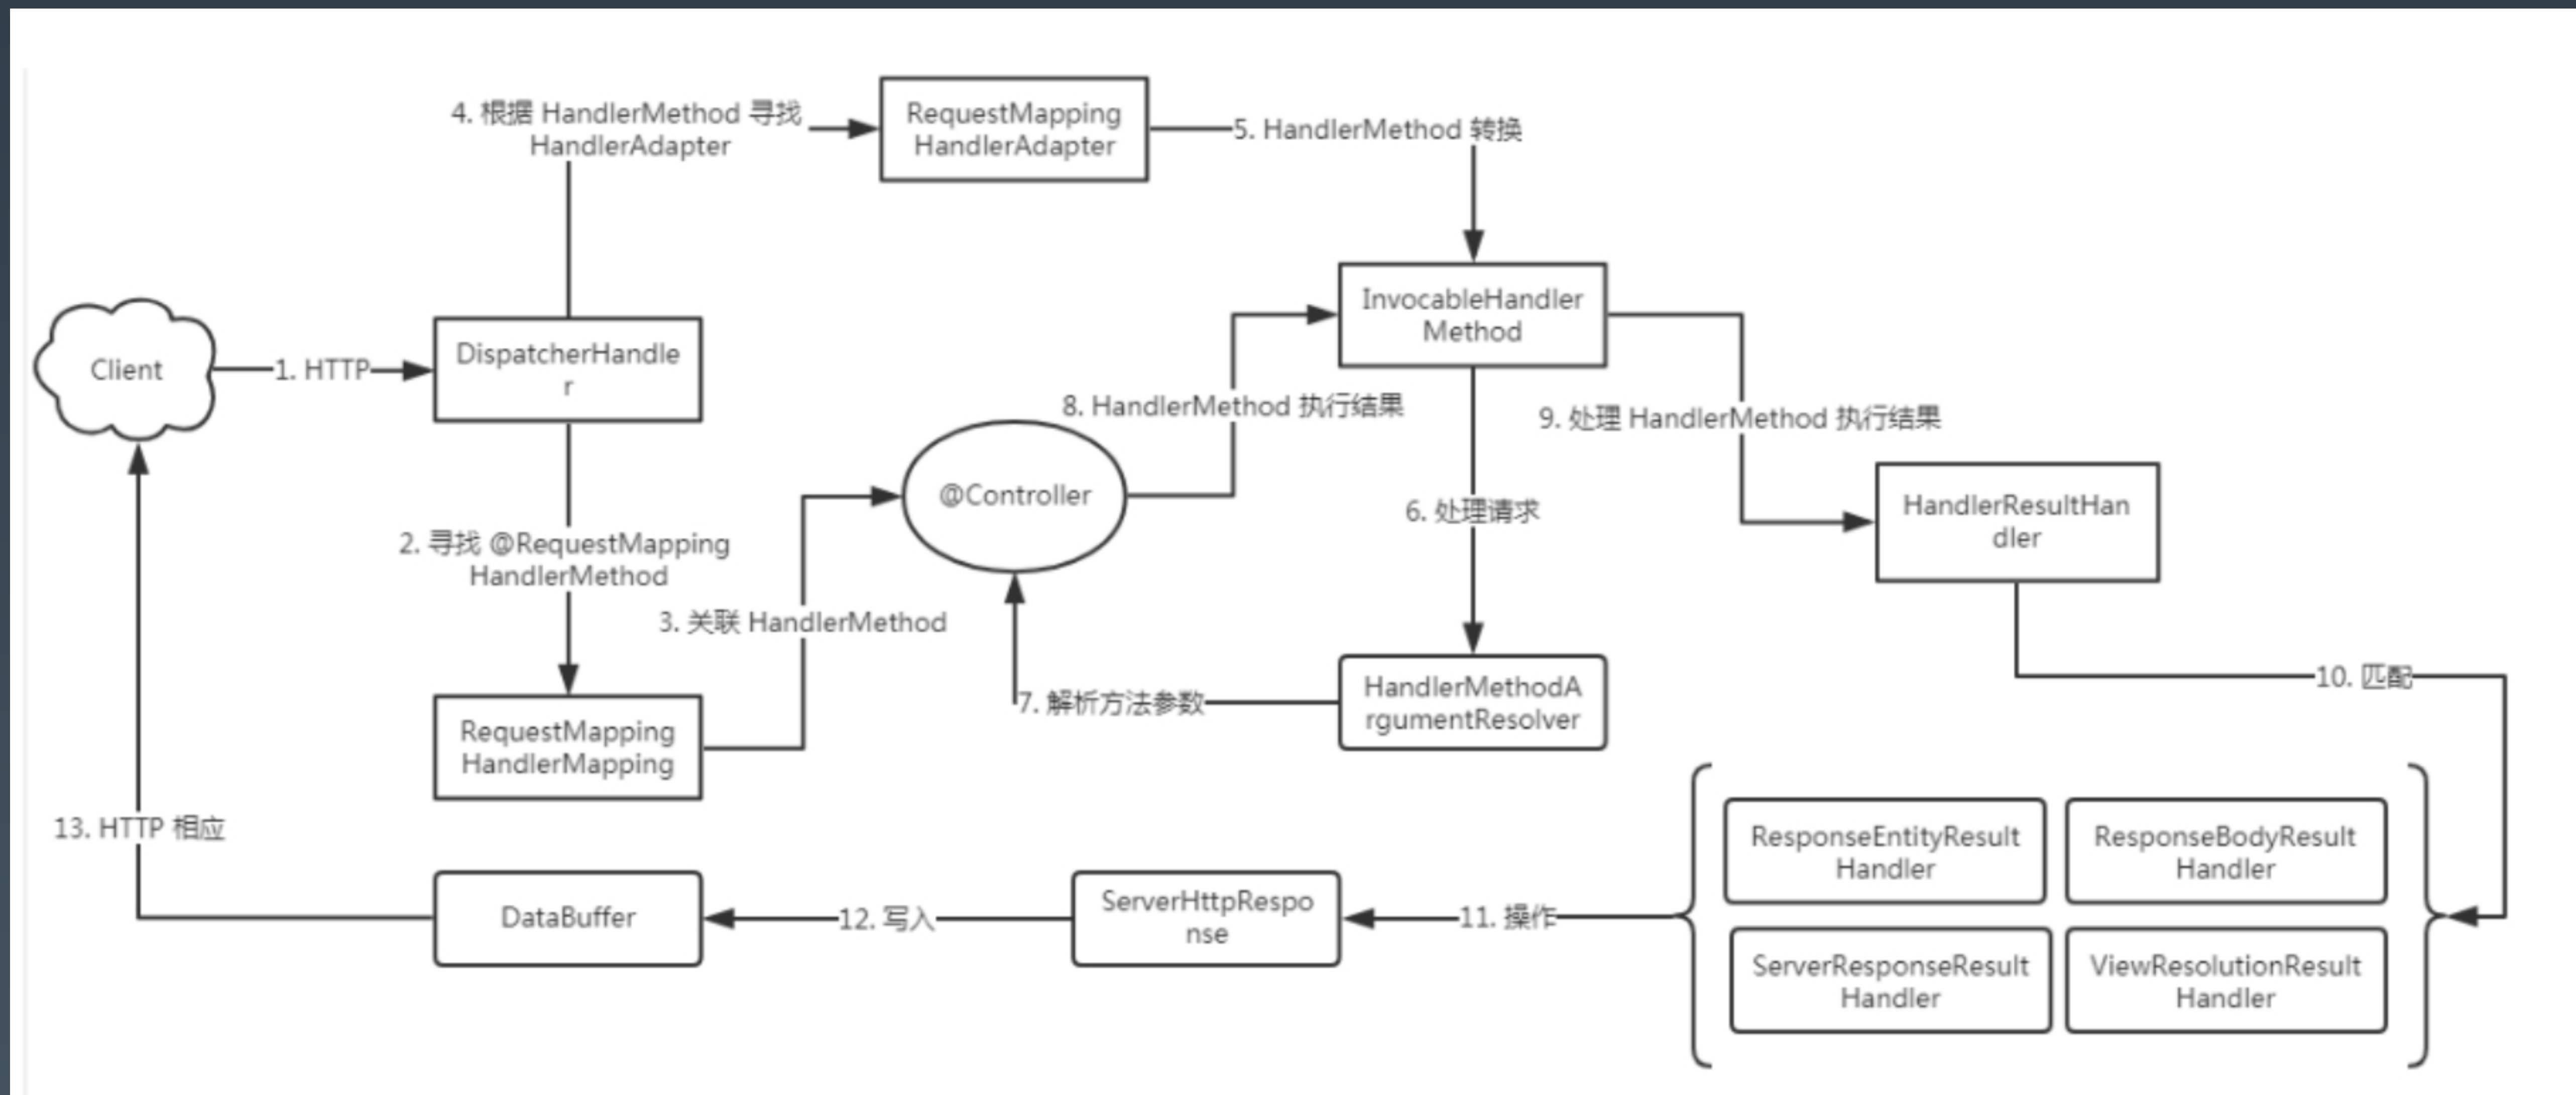 4. 根据 HandlerMethod 寻找
HandlerAdapter
RequestMapping
HandlerAdapter
5. HandlerMethod 转换
InvocableHandler
Method
Client
1. HTTP
DispatcherHandle
r
8. HandlerMethod 执行结果
9. 处理 HandlerMethod 执行结果
@Controller
6. 处理请求
HandlerResultHan
dler
2. 寻找 @RequestMapping
HandlerMethod
3. 关联 HandlerMethod
7. 解析方法参数
HandlerMethodA
rgumentResolver
10. 匹配
RequestMapping
HandlerMapping
13. HTTP 相应
ResponseEntityResult
Handler
ResponseBodyResult
Handler
DataBuffer
12. 写入
ServerHttpRespo
nse
11. 操作
ServerResponseResult
Handler
ViewResolutionResult
Handler